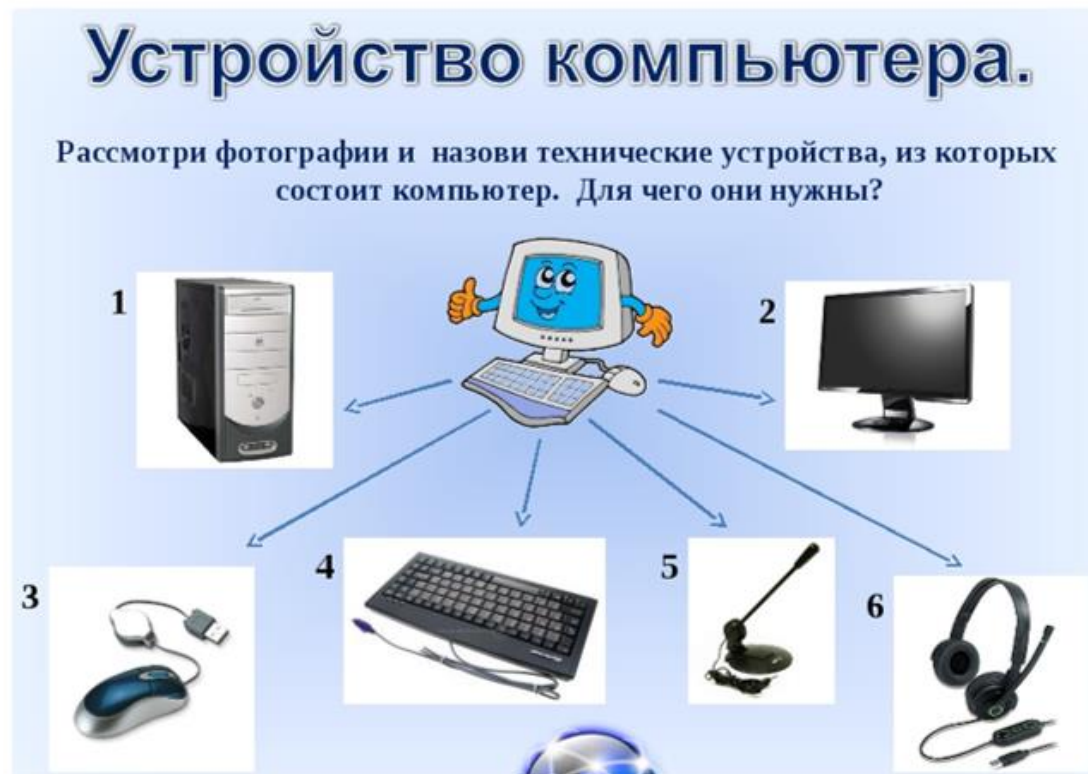 Устройство компьютера.
Рассмотри фотографии и назови технические устройства, из которых
состоит компьютер. Для чего они нужны?
1
2
3
4
5
6